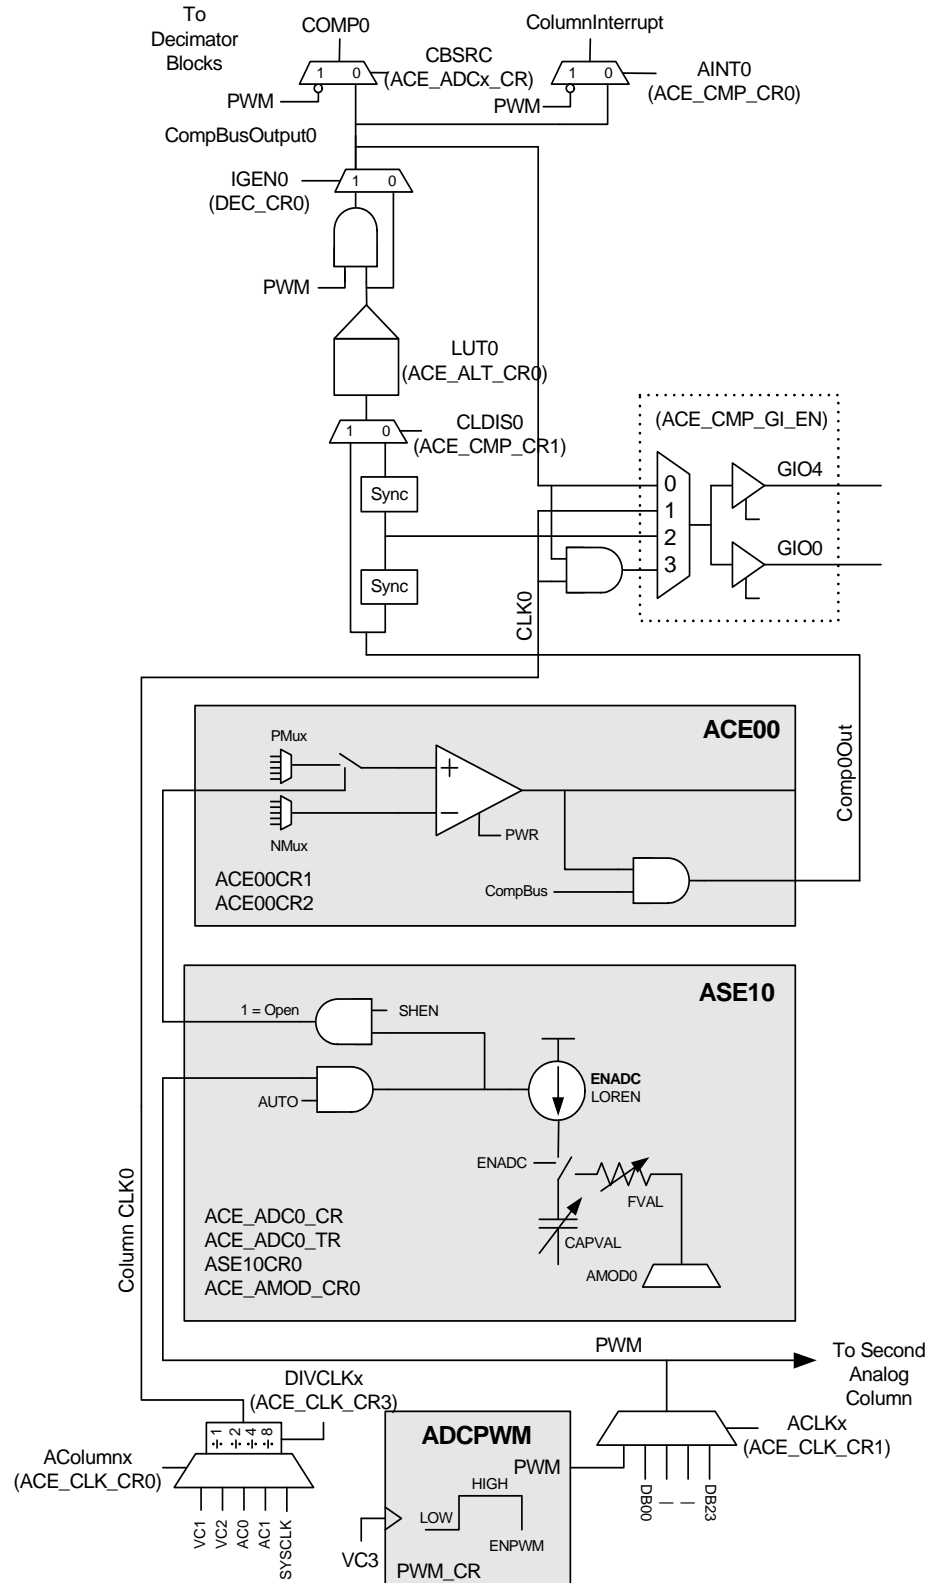 To
Decimator
Blocks
COMP0
ColumnInterrupt
1 0
CBSRC
(ACE_ADCx_CR)
1 0
AINT0
(ACE_CMP_CR0)
PWM
PWM
CompBusOutput0
IGEN0
(DEC_CR0)
1 0
PWM
LUT0
(ACE_ALT_CR0)
1 0
CLDIS0
(ACE_CMP_CR1)
(ACE_CMP_GI_EN)
Sync
0
1
2
3
GIO4
GIO0
Sync
CLK0
ACE00
PMux
+
−
NMux
PWR
Comp0Out
ACE00CR1
ACE00CR2
CompBus
ASE10
1 = Open
SHEN
AUTO
ENADC
LOREN
ENADC
FVAL
CAPVAL
AMOD0
Column CLK0
ACE_ADC0_CR
ACE_ADC0_TR
ASE10CR0
ACE_AMOD_CR0
PWM
To Second
Analog
Column
DIVCLKx
(ACE_CLK_CR3)
÷1
÷2
÷4
÷8
AColumnx
(ACE_CLK_CR0)
VC1
VC2
AC0
AC1
SYSCLK
ADCPWM
PWM
HIGH
LOW
ENPWM
VC3
PWM_CR
ACLKx
(ACE_CLK_CR1)
DB00
|
|
DB23